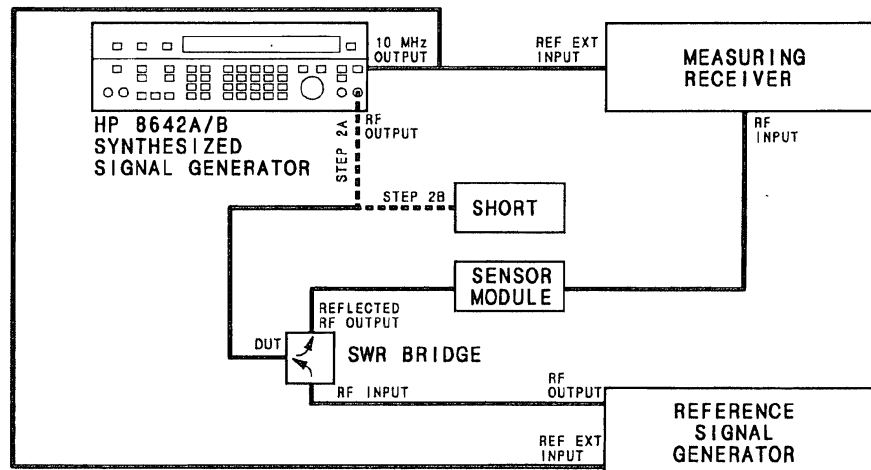 10 MHz
OUTPUT
REF EXT
INPUT
MEASURING
RECEIVER
HP 8642A/B
SYNTHESIZED
SIGNAL GENERATOR
STEP 2A
RF
OUTPUT
RF
INPUT
STEP 2B
SHORT
SENSOR
MODULE
REFLECTED
RF OUTPUT
DUT
SWR BRIDGE
RF INPUT
RF
OUTPUT
REF EXT
INPUT
REFERENCE
SIGNAL
GENERATOR